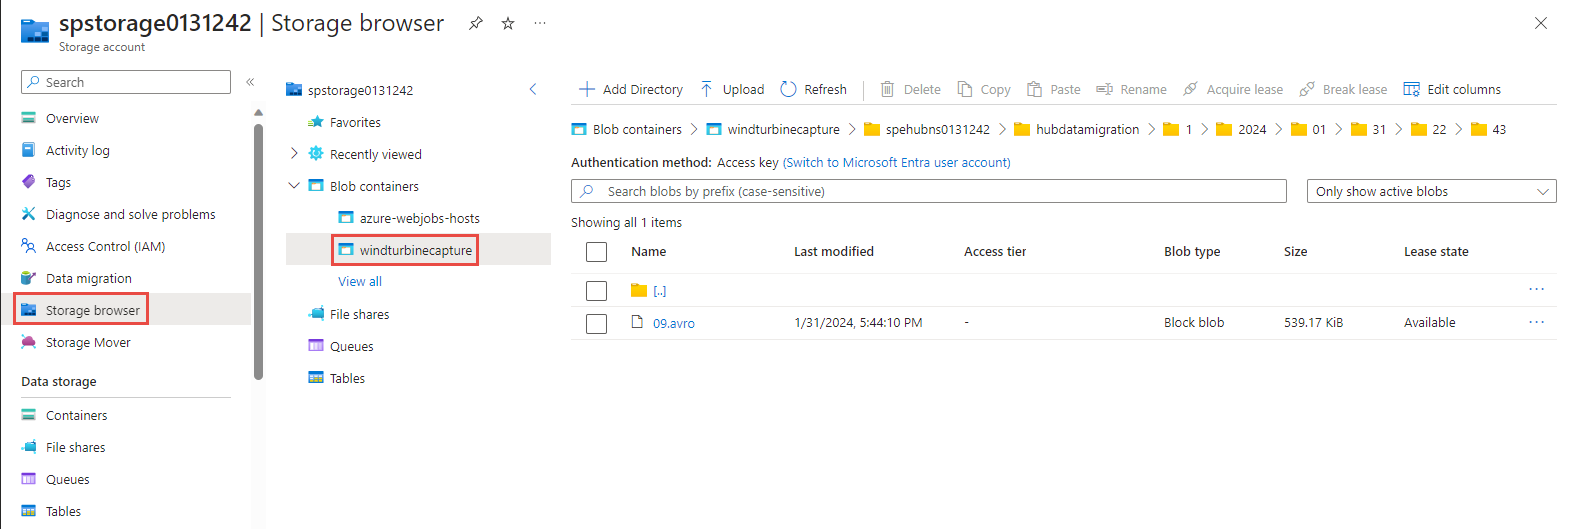 spstorage0131242 | Storage browser
Storage account
Search
Overview
Activity log
Tags
Diagnose and solve problems
Access Control (IAM)
Data migration
Storage browser
Storage Mover
Data storage
Containers
File shares
Queues
Tables
spstorage0131242
Favorites
Recently viewed
Blob containers
azure-webjobs-hosts
windturbinecapture
View all
File shares
Queues
Tables
Add Directory Upload Refresh Delete Copy Paste Rename Acquire lease Break lease Edit columns
Blob containers > windturbinecapture > spehubns0131242 > hubdatamigration > 1 > 2024 > 01 > 31 > 22 > 43
Authentication method: Access key (Switch to Microsoft Entra user account)
Search blobs by prefix (case-sensitive) Only show active blobs
Showing all 1 items
Name Last modified Access tier Blob type Size Lease state
[..]
09.avro 1/31/2024, 5:44:10 PM - Block blob 539.17 KiB Available